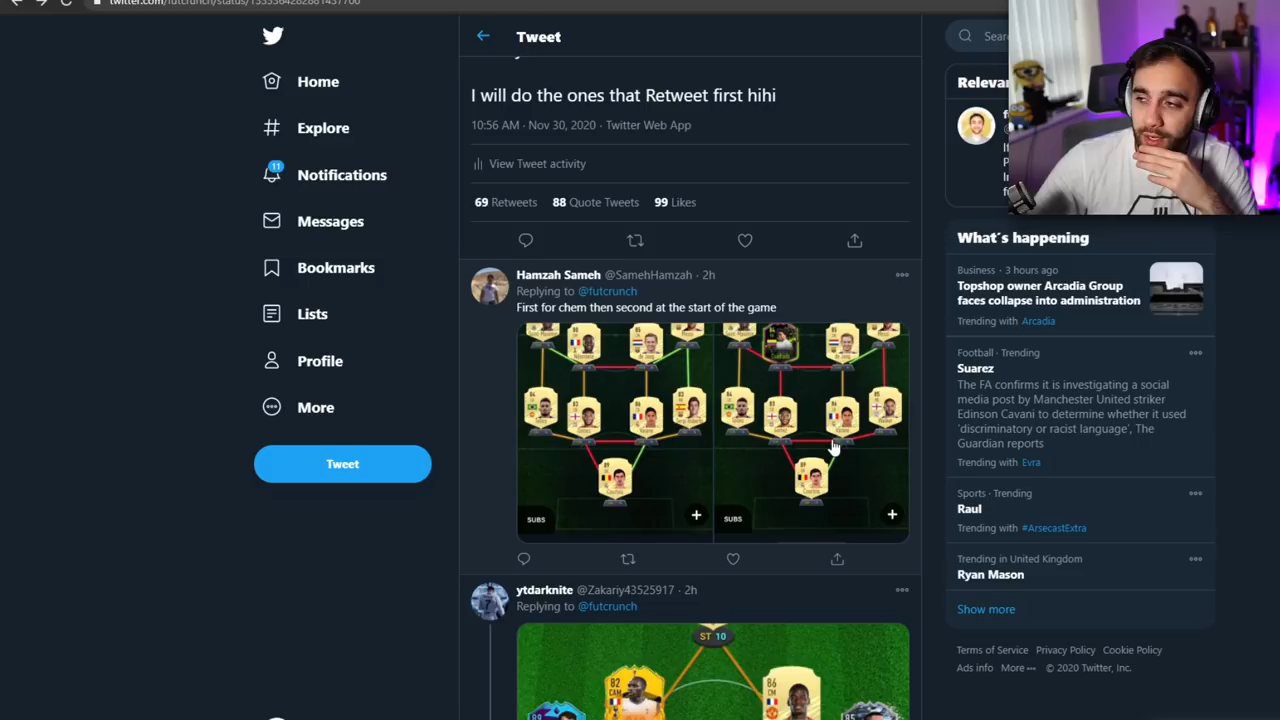 Tweet
Home
Explore
11
Notifications
Messages
Bookmarks
Lists
Profile
More
Tweet
I will do the ones that Retweet first hihi
10:56 AM · Nov 30, 2020 · Twitter Web App
View Tweet activity
69 Retweets 88 Quote Tweets 99 Likes
Hamzah Sameh @SamehHamzah · 2h
Replying to @futcrunch
First for chem then second at the start of the game
SUBS
SUBS
ytdarknite @Zakariy43525917 · 2h
Replying to @futcrunch
ST 10
82
CAM
86
CM
What's happening
Business · 3 hours ago
Topshop owner Arcadia Group
faces collapse into administration
Trending with Arcadia
Football · Trending
Suarez
The FA confirms it is investigating a social
media post by Manchester United striker
Edinson Cavani to determine whether it used
'discriminatory or racist language', The
Guardian reports
Trending with Evra
Sports · Trending
Raul
Trending with #ArsecastExtra
Trending in United Kingdom
Ryan Mason
Show more
Terms of Service Privacy Policy Cookie Policy
Ads info More ··· © 2020 Twitter, Inc.